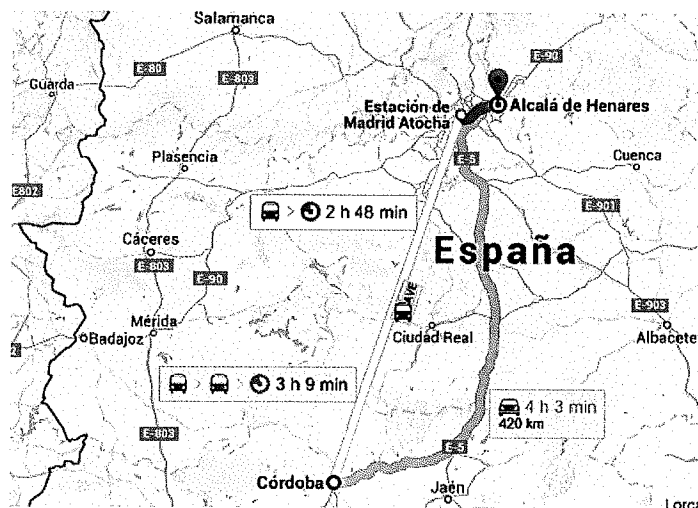 Salamanca
E-80
E-803
E-90
Guarda
Estación de
Madrid Atocha
Alcalá de Henares
Plasencia
E-5
Cuenca
E802
E-901
> 2 h 48 min
España
Cáceres
E-803
E-90
AVE
E-903
Badajoz
Mérida
Ciudad Real
Albacete
2
> > 3 h 9 min
4 h 3 min
420 km
E-803
E-5
Córdoba
Jaén
Lorca